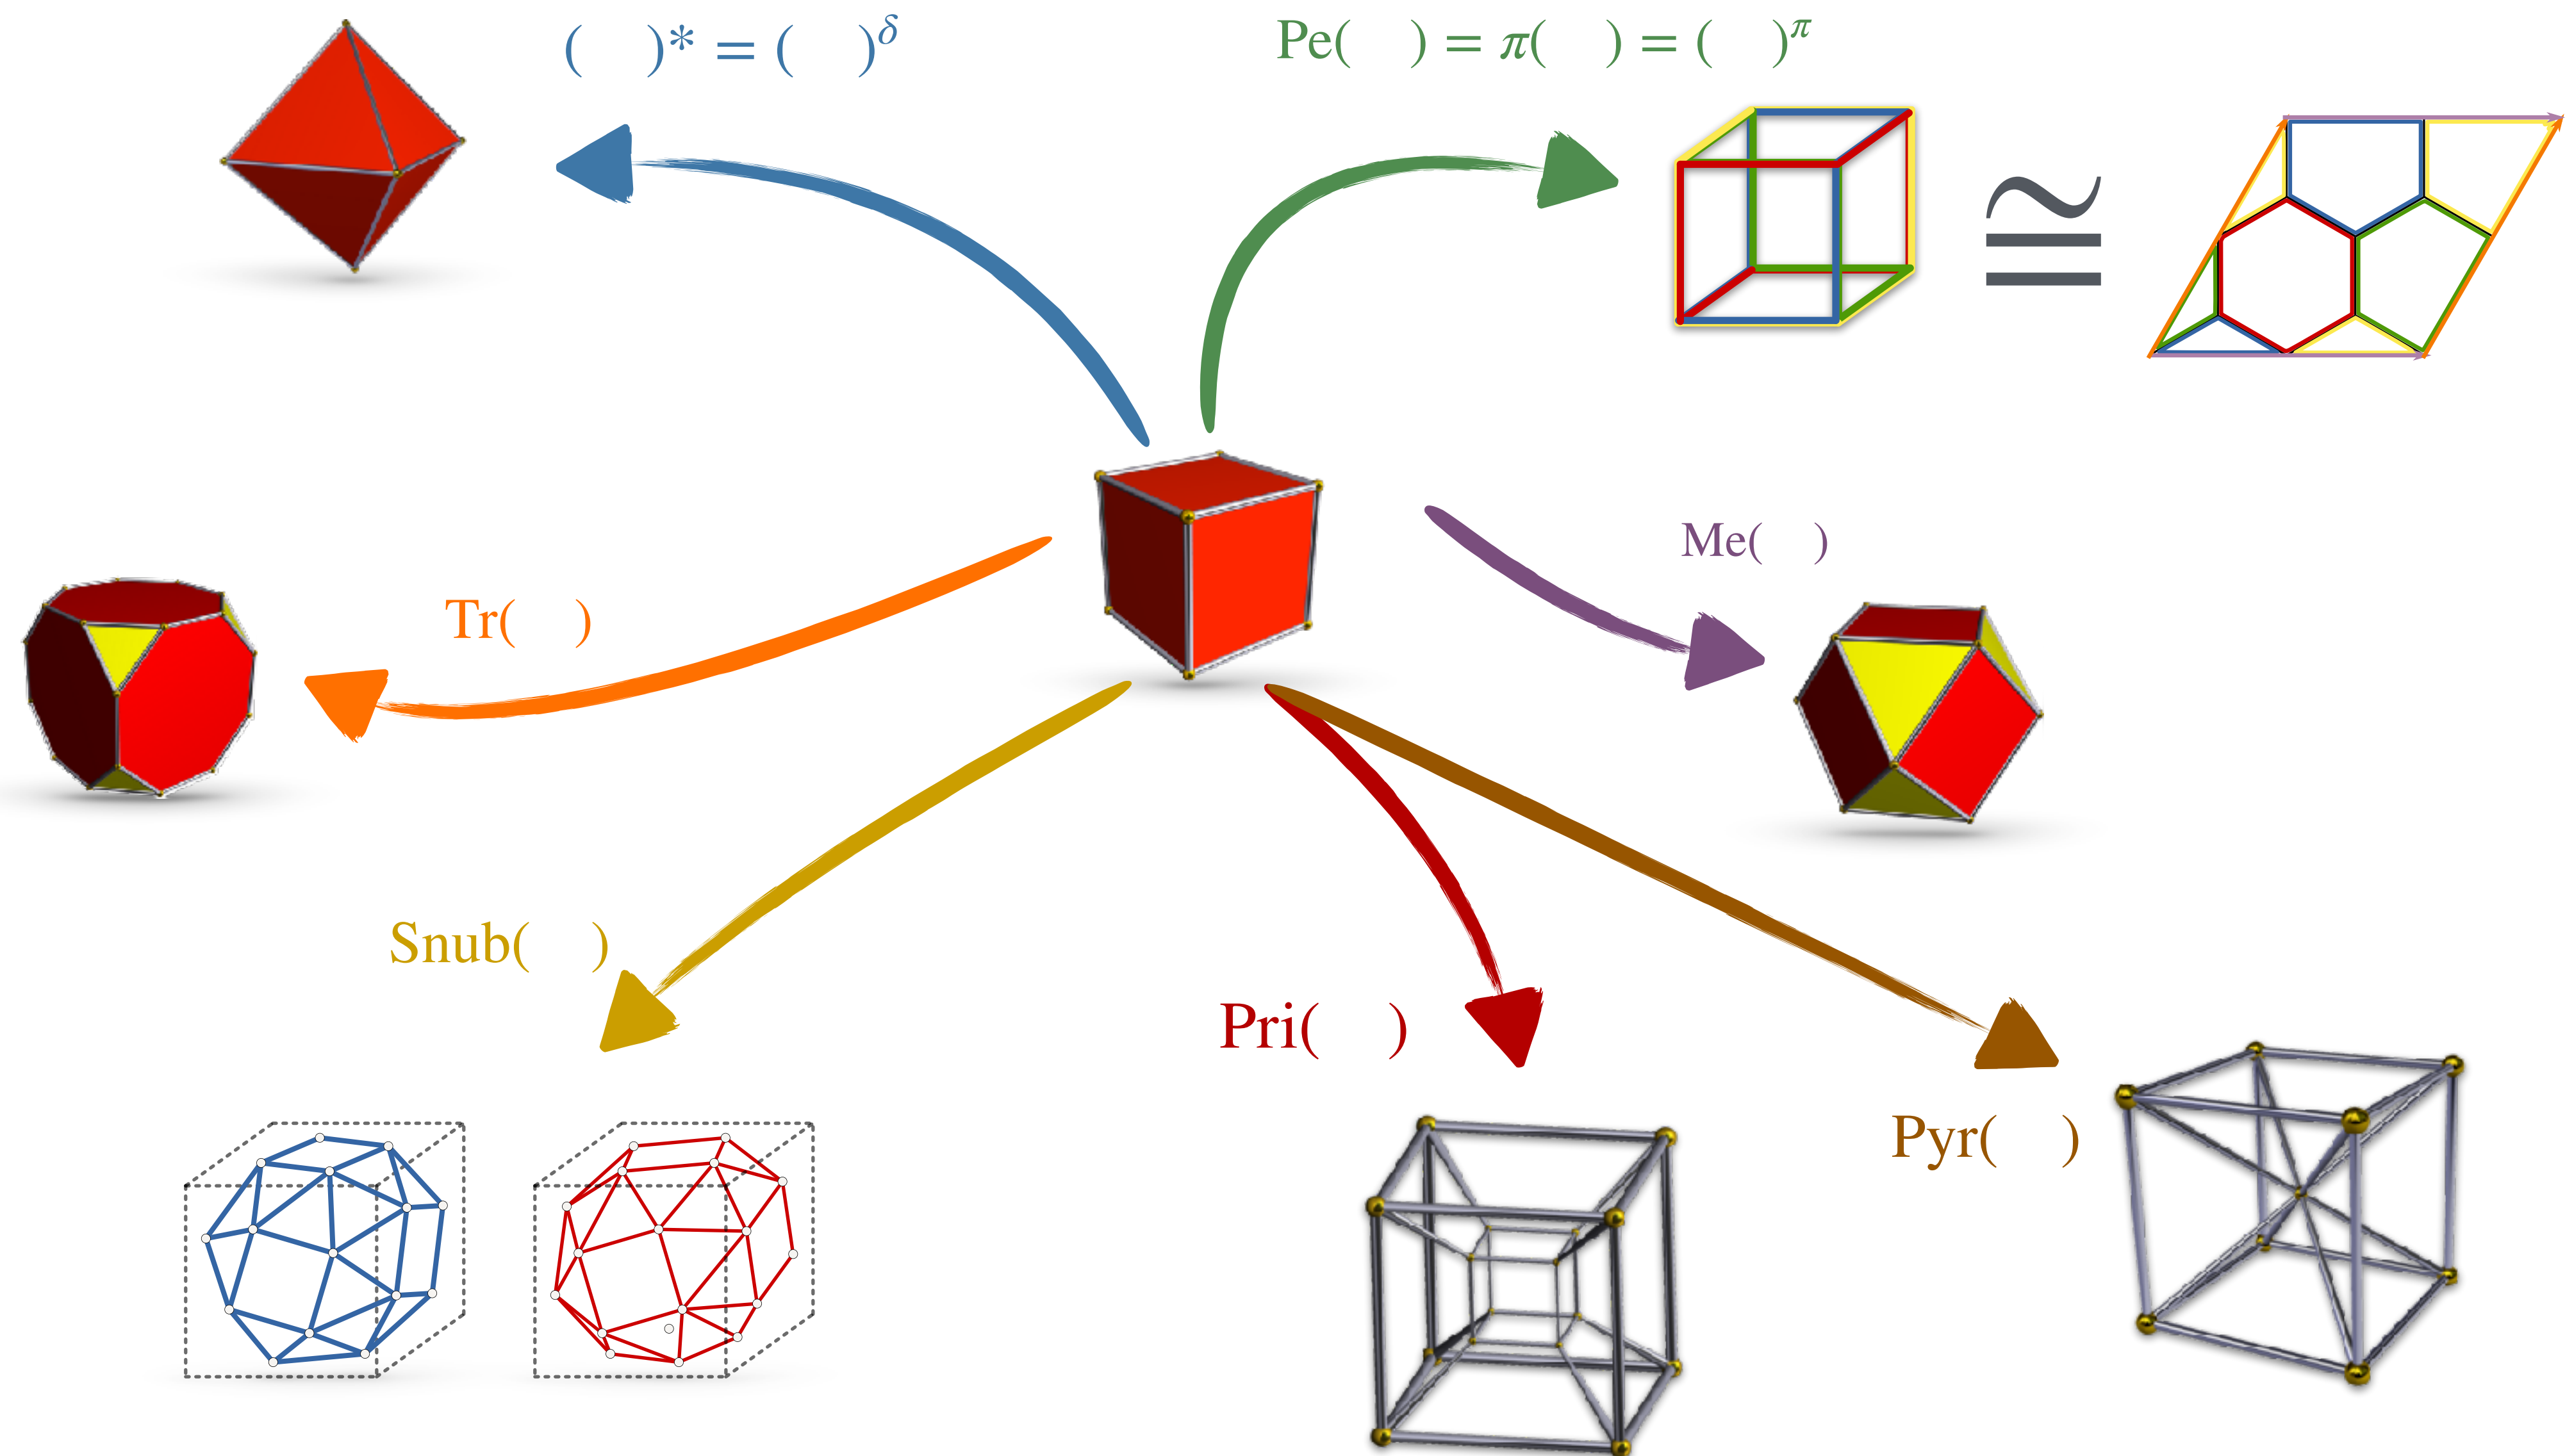 (  )* = (  )^δ
Pe(  ) = π(  ) = (  )^π
≅
Me(  )
Tr(  )
Snub(  )
Pri(  )
Pyr(  )